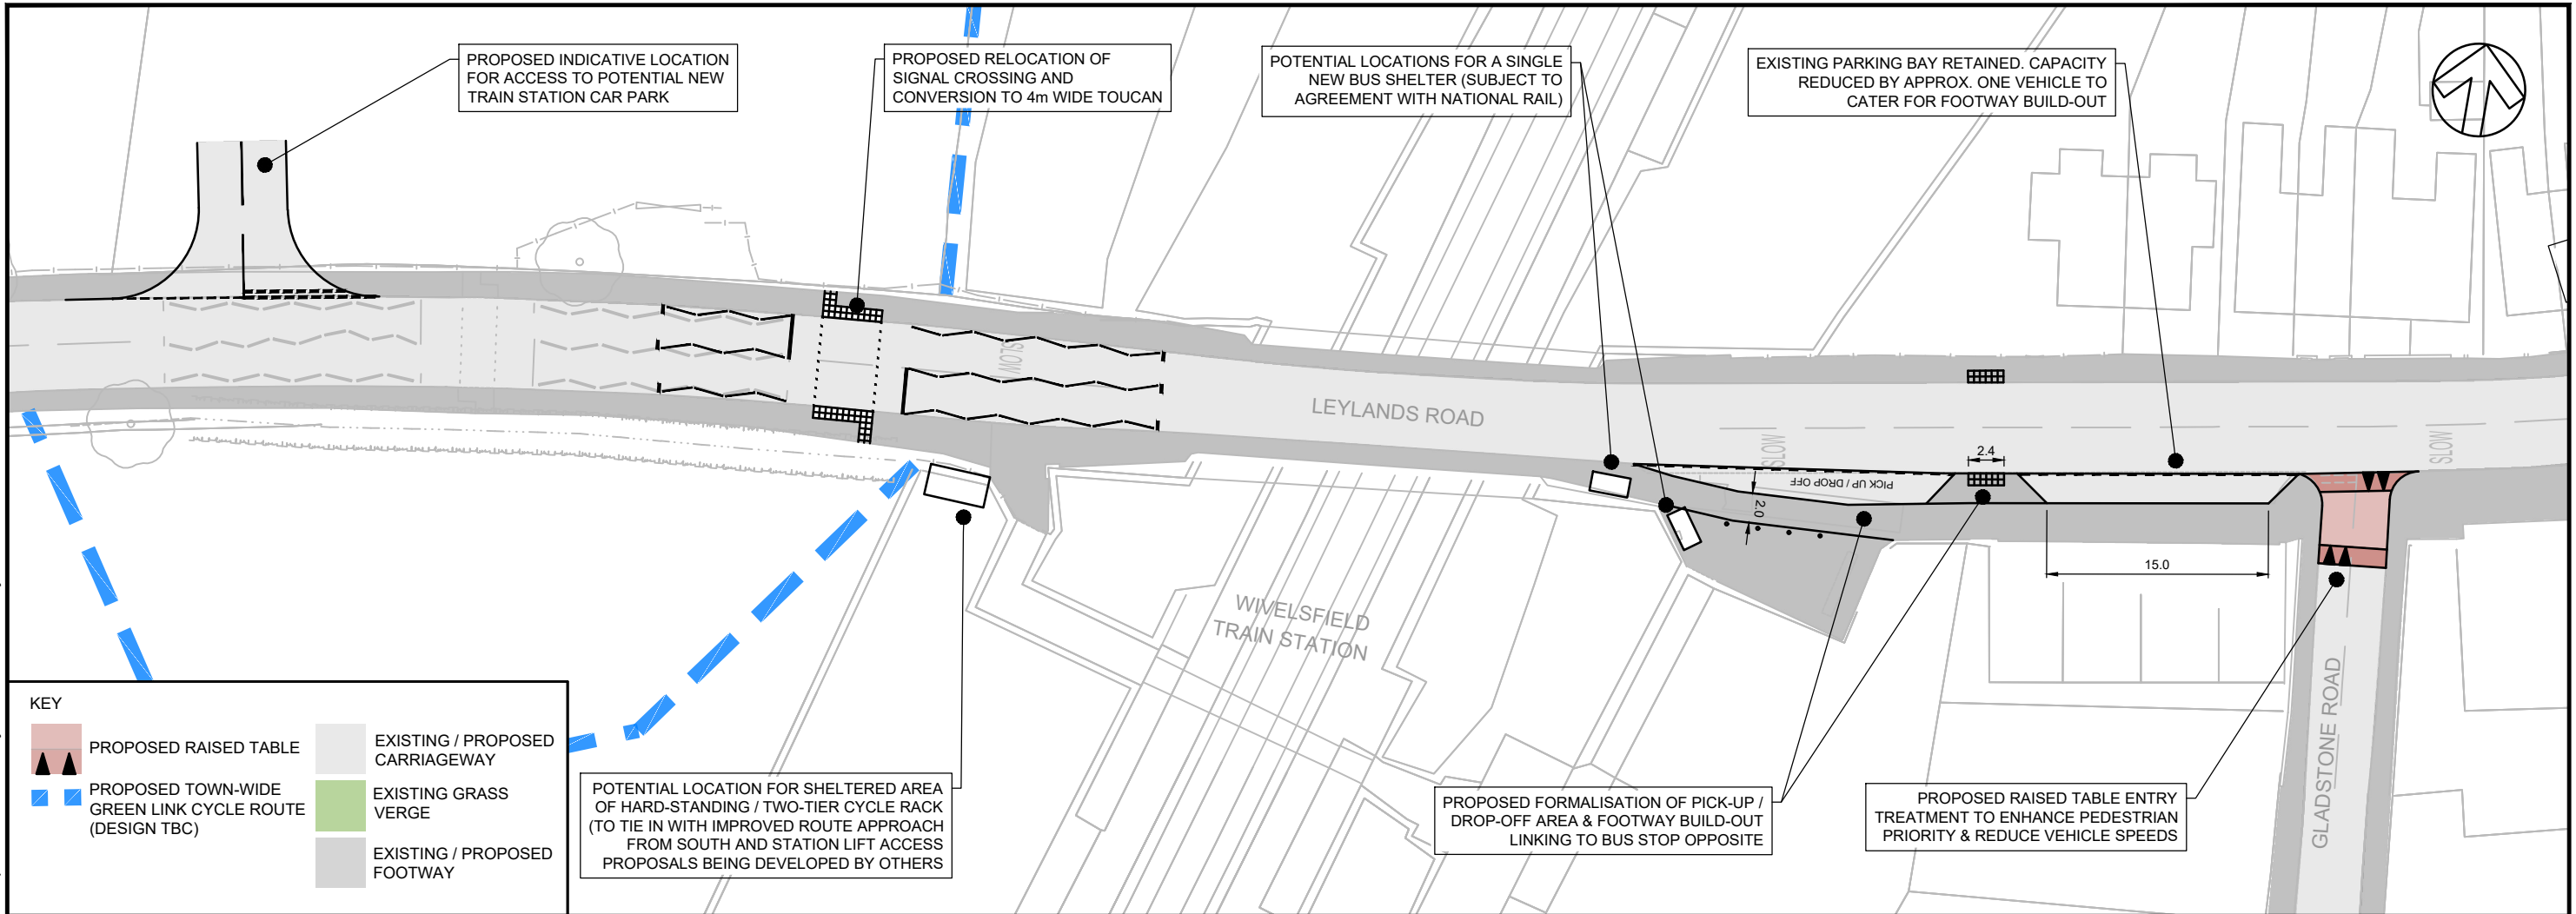 PROPOSED INDICATIVE LOCATION
FOR ACCESS TO POTENTIAL NEW
TRAIN STATION CAR PARK
PROPOSED RELOCATION OF
SIGNAL CROSSING AND
CONVERSION TO 4m WIDE TOUCAN
POTENTIAL LOCATIONS FOR A SINGLE
NEW BUS SHELTER (SUBJECT TO
AGREEMENT WITH NATIONAL RAIL)
EXISTING PARKING BAY RETAINED. CAPACITY
REDUCED BY APPROX. ONE VEHICLE TO
CATER FOR FOOTWAY BUILD-OUT
SLOW
LEYLANDS ROAD
SLOW
SLOW
2.4
PICK UP / DROP OFF
2.0
15.0
WIVELSFIELD
TRAIN STATION
GLADSTONE ROAD
KEY
PROPOSED RAISED TABLE
PROPOSED TOWN-WIDE
GREEN LINK CYCLE ROUTE
(DESIGN TBC)
EXISTING / PROPOSED
CARRIAGEWAY
EXISTING GRASS
VERGE
EXISTING / PROPOSED
FOOTWAY
POTENTIAL LOCATION FOR SHELTERED AREA
OF HARD-STANDING / TWO-TIER CYCLE RACK
(TO TIE IN WITH IMPROVED ROUTE APPROACH
FROM SOUTH AND STATION LIFT ACCESS
PROPOSALS BEING DEVELOPED BY OTHERS
PROPOSED FORMALISATION OF PICK-UP /
DROP-OFF AREA & FOOTWAY BUILD-OUT
LINKING TO BUS STOP OPPOSITE
PROPOSED RAISED TABLE ENTRY
TREATMENT TO ENHANCE PEDESTRIAN
PRIORITY & REDUCE VEHICLE SPEEDS